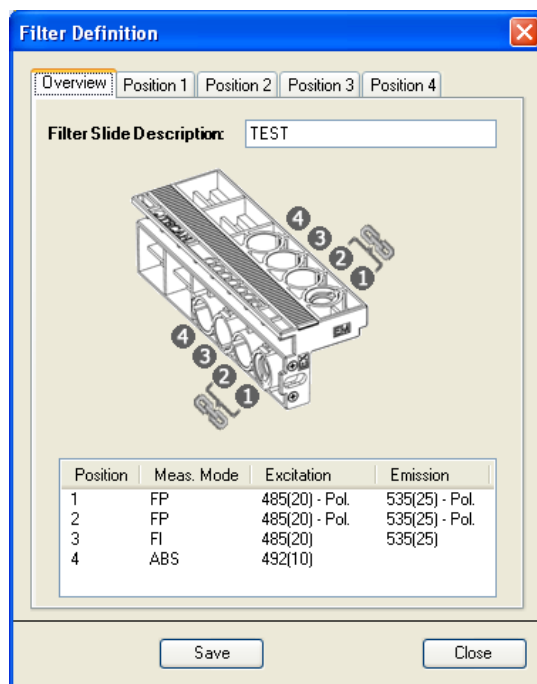 Filter Definition
Overview Position 1 Position 2 Position 3 Position 4
Filter Slide Description: TEST
4
3
2
1
EM
4
3
2
1
Position Meas. Mode Excitation Emission
1 FP 485(20) - Pol. 535(25) - Pol.
2 FP 485(20) - Pol. 535(25) - Pol.
3 FI 485(20) 535(25)
4 ABS 492(10)
Save Close